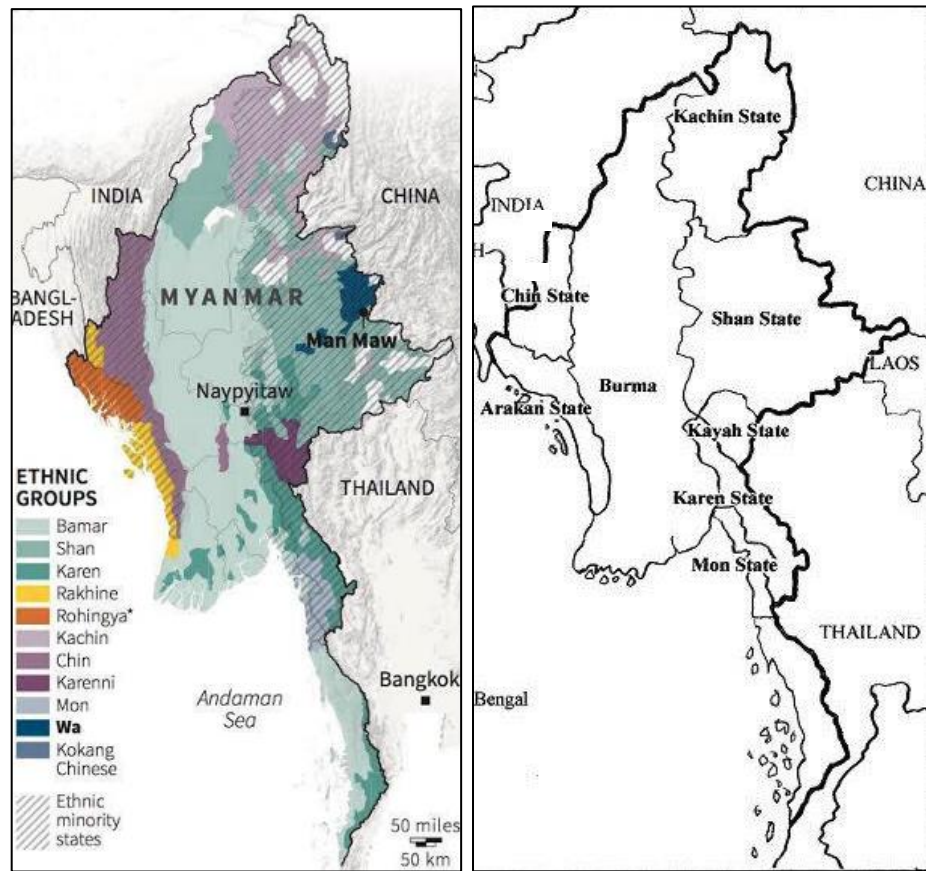 INDIA
CHINA
BANGL-
ADESH
MYANMAR
Man Maw
Naypyitaw
THAILAND
ETHNIC
GROUPS
Bamar
Shan
Karen
Rakhine
Rohingya*
Kachin
Chin
Karenni
Mon
Wa
Kokang
Chinese
Ethnic
minority
states
Andaman
Sea
Bangkok
50 miles
50 km
Kachin State
CHINA
INDIA
H
Chin State
Shan State
LAOS
Burma
Arakan State
Kayah State
Karen State
Mon State
THAILAND
Bengal